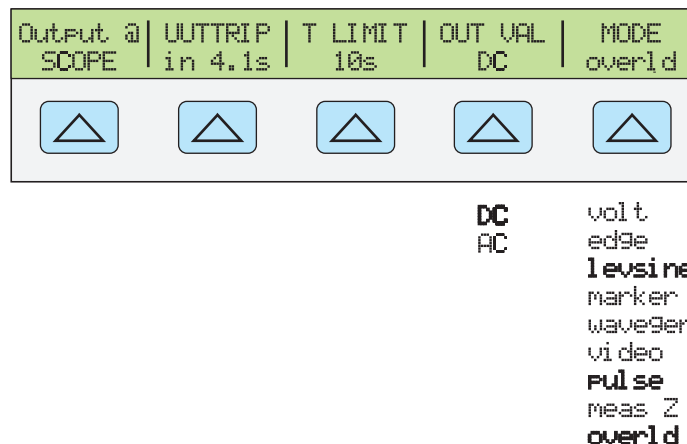 Output @ UUTTRIP T LIMIT OUT VAL MODE
SCOPE in 4.1s 10s DC overld
DC
AC
volt
edge
levsine
marker
wavegen
video
pulse
meas Z
overld